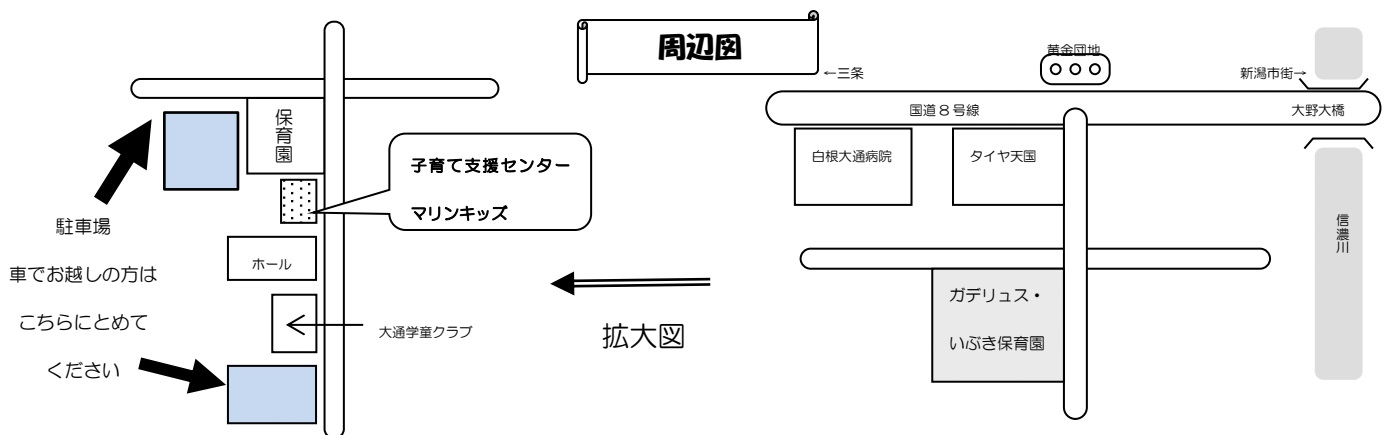 周辺図
←三条
黄金団地
新潟市街→
国道８号線
大野大橋
白根大通病院
タイヤ天国
信濃川
ガデリュス・
いぶき保育園
拡大図
保育園
子育て支援センター
マリンキッズ
ホール
大通学童クラブ
駐車場
車でお越しの方は
こちらにとめて
ください